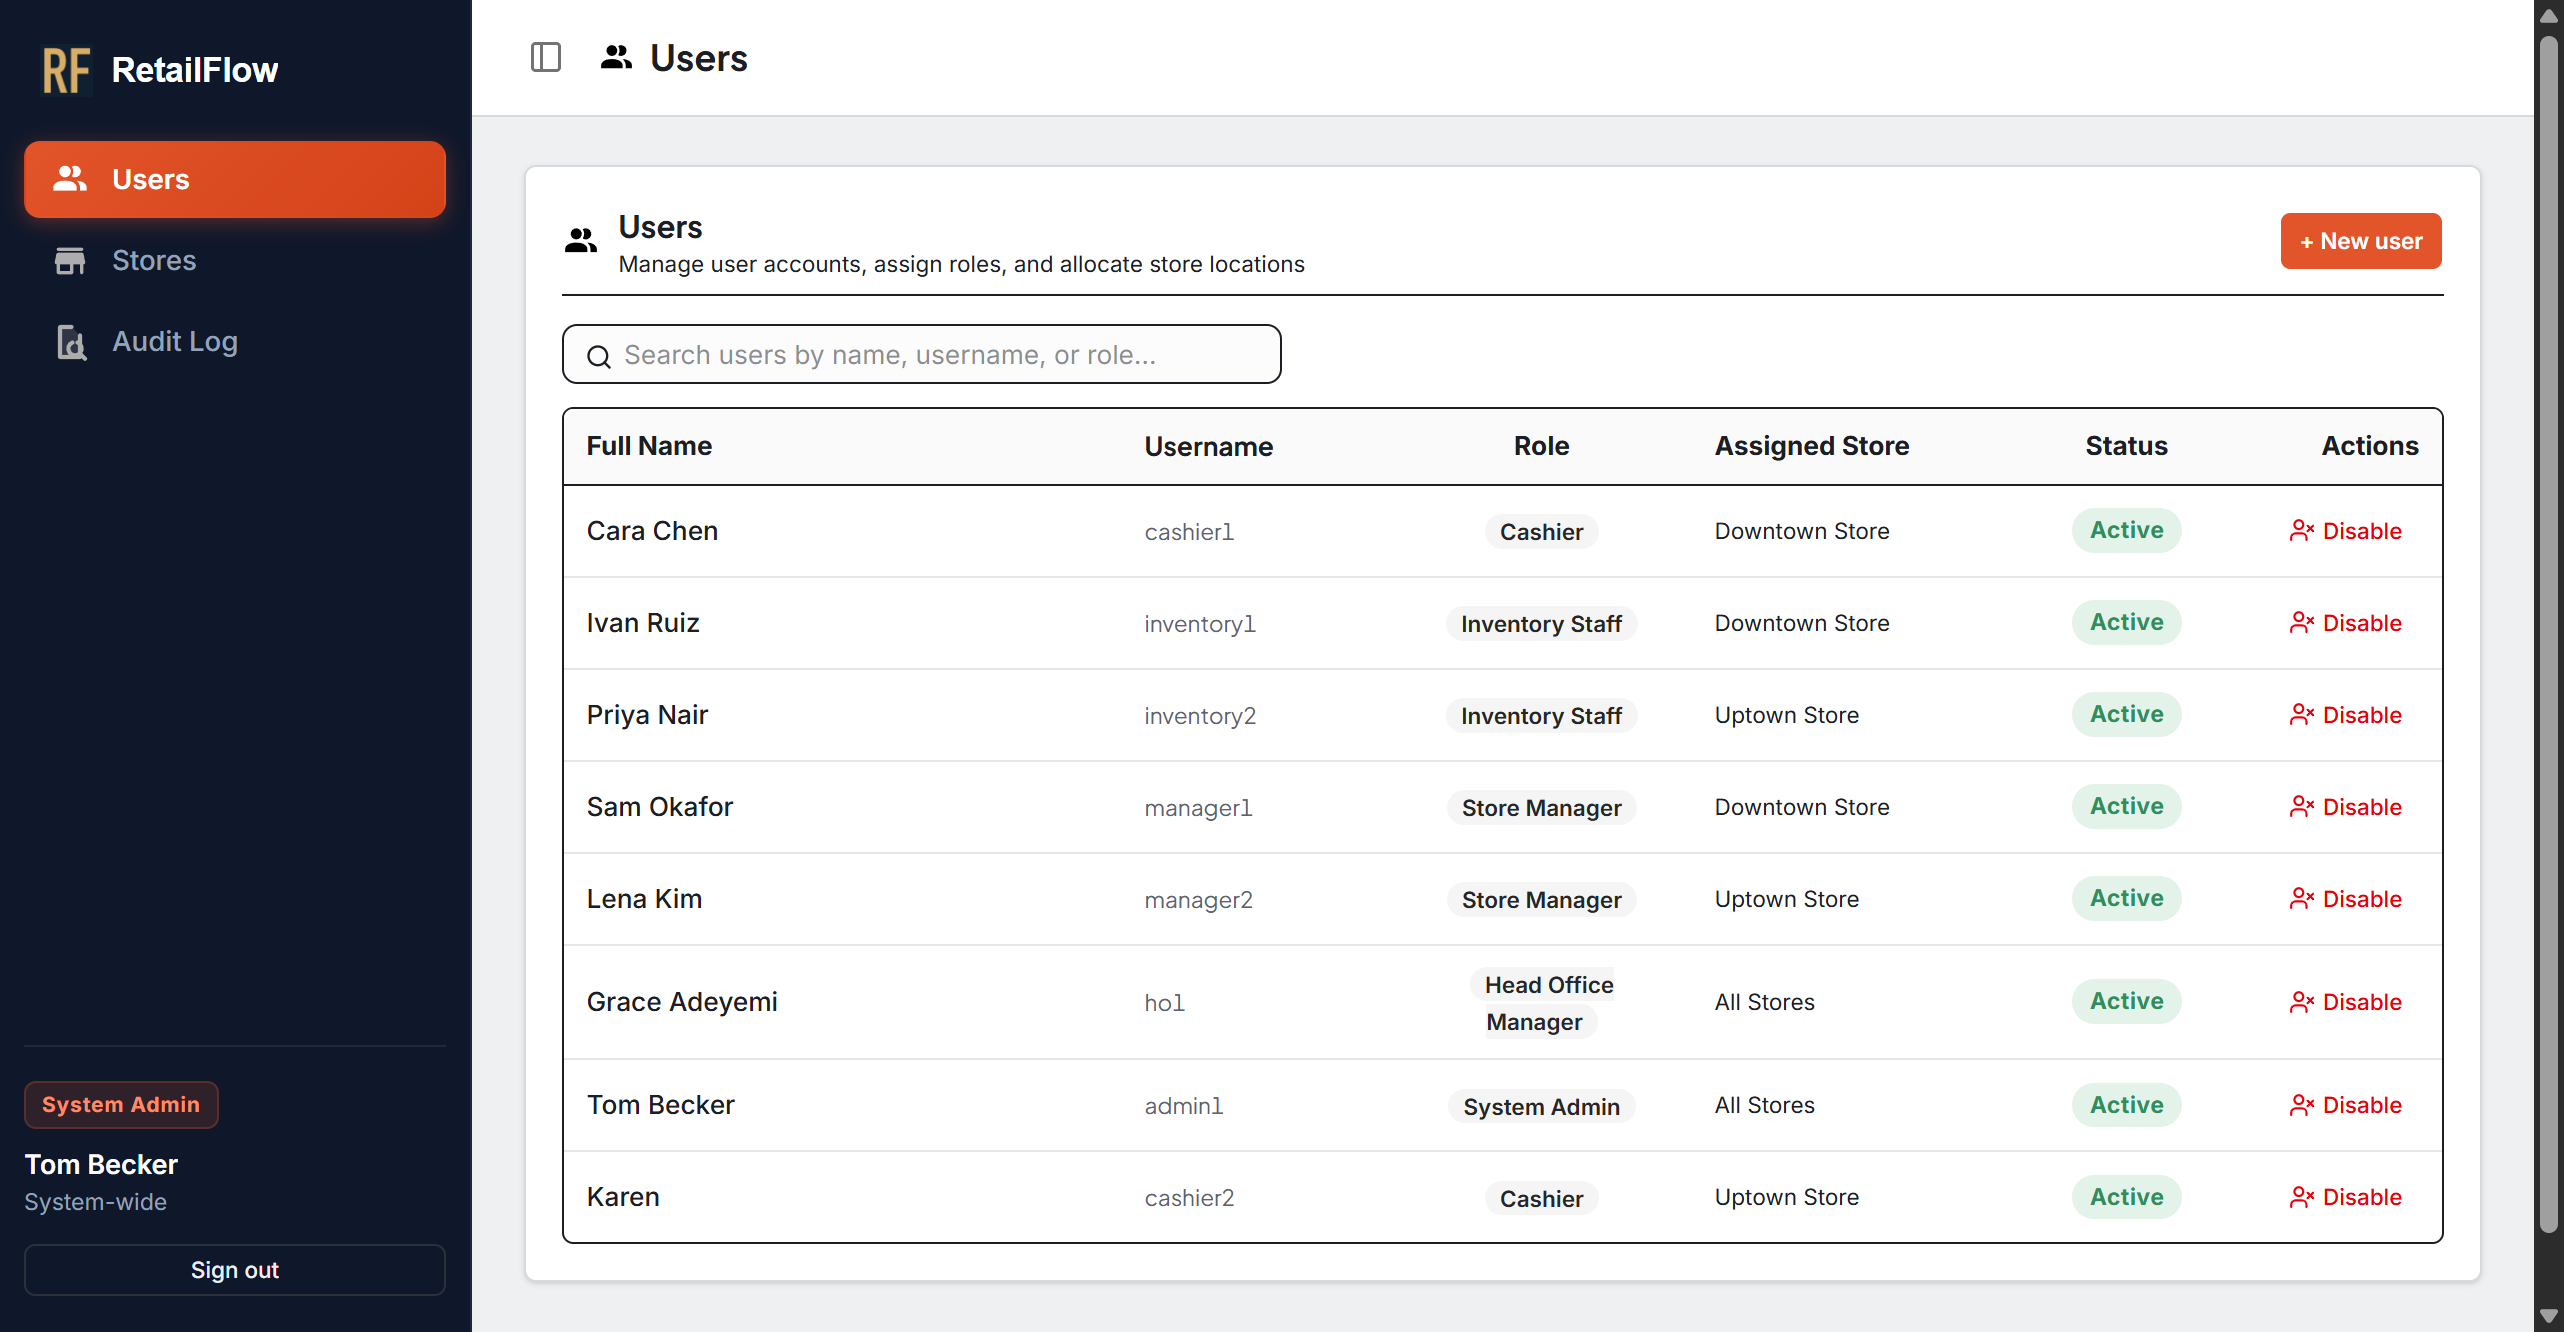 RF RetailFlow
Users
Stores
Audit Log
System Admin
Tom Becker
System-wide
Sign out
Users
Users
Manage user accounts, assign roles, and allocate store locations
+ New user
Search users by name, username, or role...
Full Name Username Role Assigned Store Status Actions
Cara Chen cashier1 Cashier Downtown Store Active Disable
Ivan Ruiz inventory1 Inventory Staff Downtown Store Active Disable
Priya Nair inventory2 Inventory Staff Uptown Store Active Disable
Sam Okafor manager1 Store Manager Downtown Store Active Disable
Lena Kim manager2 Store Manager Uptown Store Active Disable
Grace Adeyemi ho1 Head Office Manager All Stores Active Disable
Tom Becker admin1 System Admin All Stores Active Disable
Karen cashier2 Cashier Uptown Store Active Disable